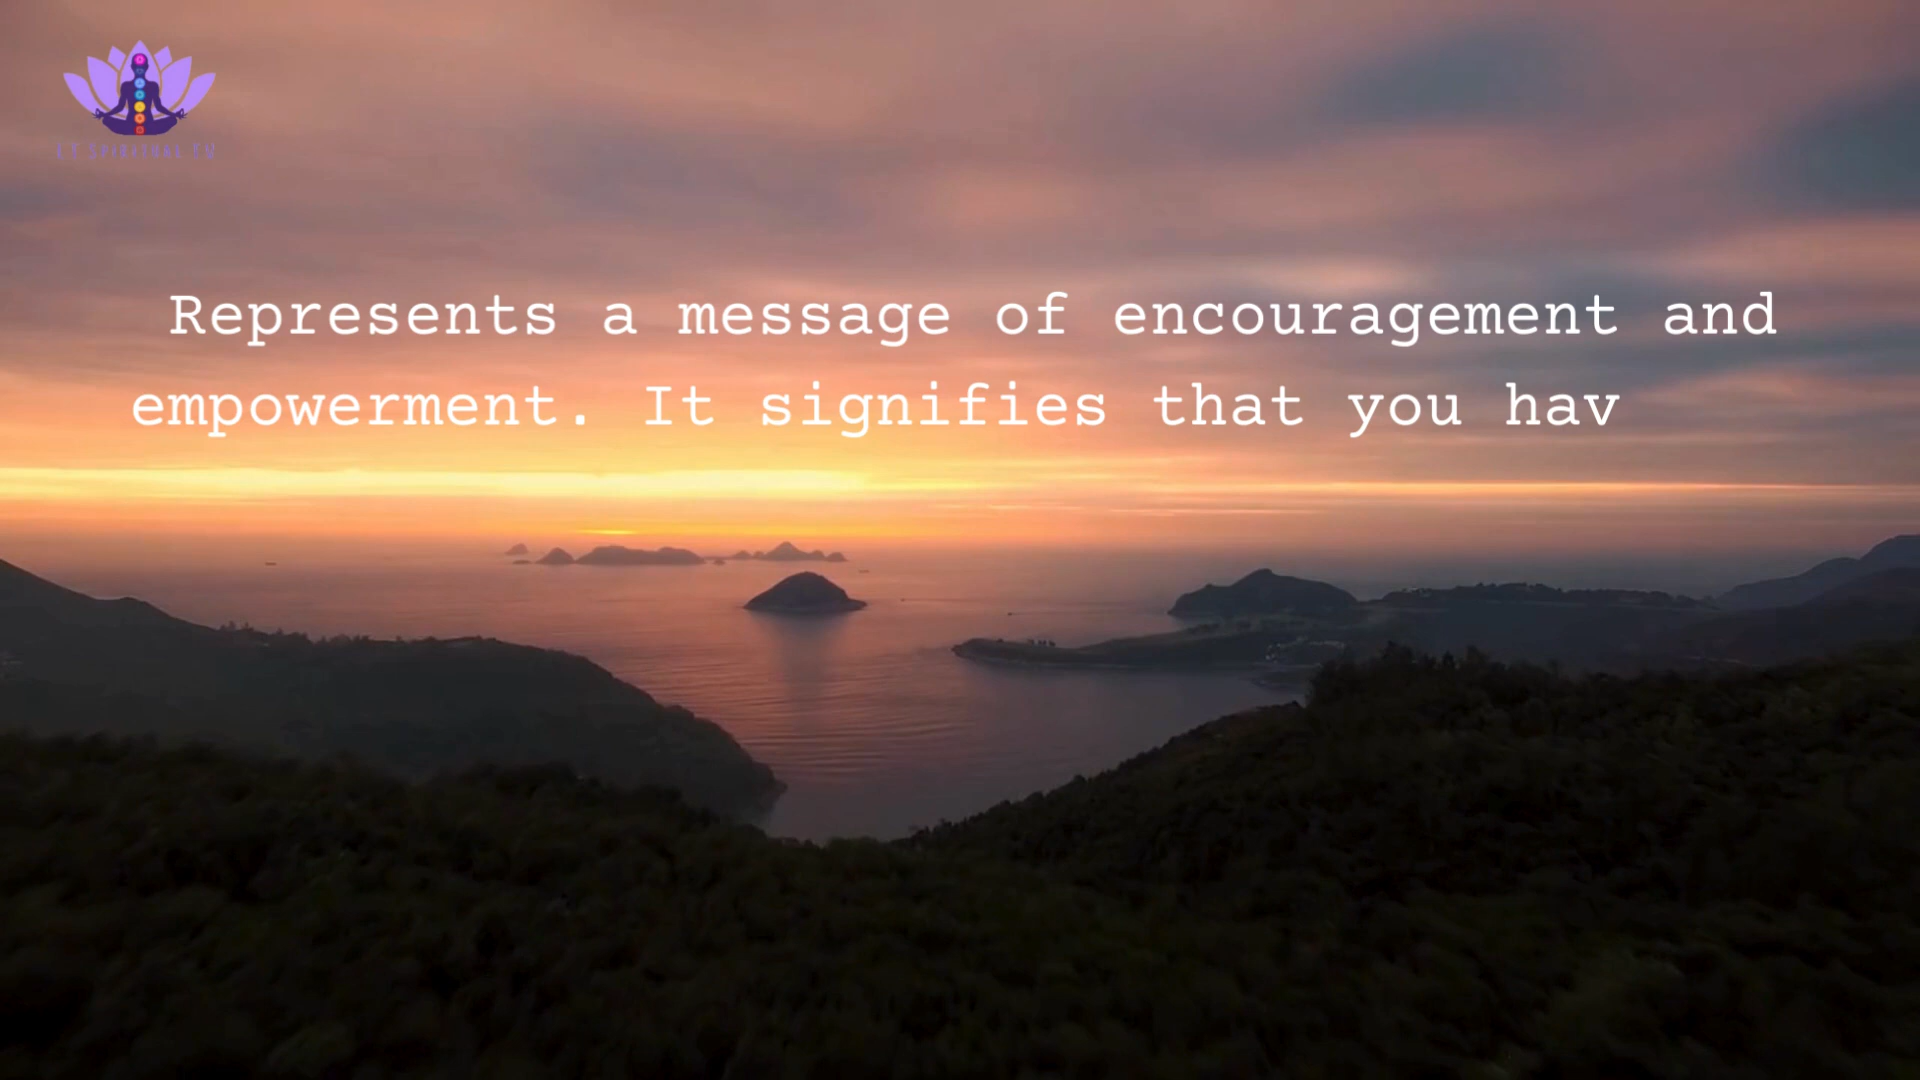 Represents a message of encouragement and
empowerment. It signifies that you hav